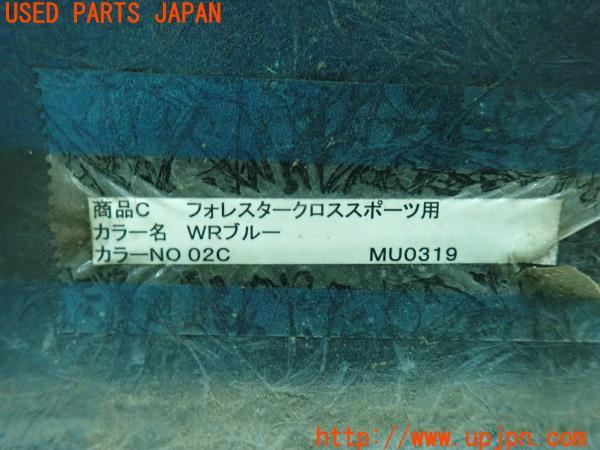 USED PARTS JAPAN
商品C フォレスタークロススポーツ用
カラー名 WRブルー
カラーNO 02C MU0319
http://www.upjpn.com/